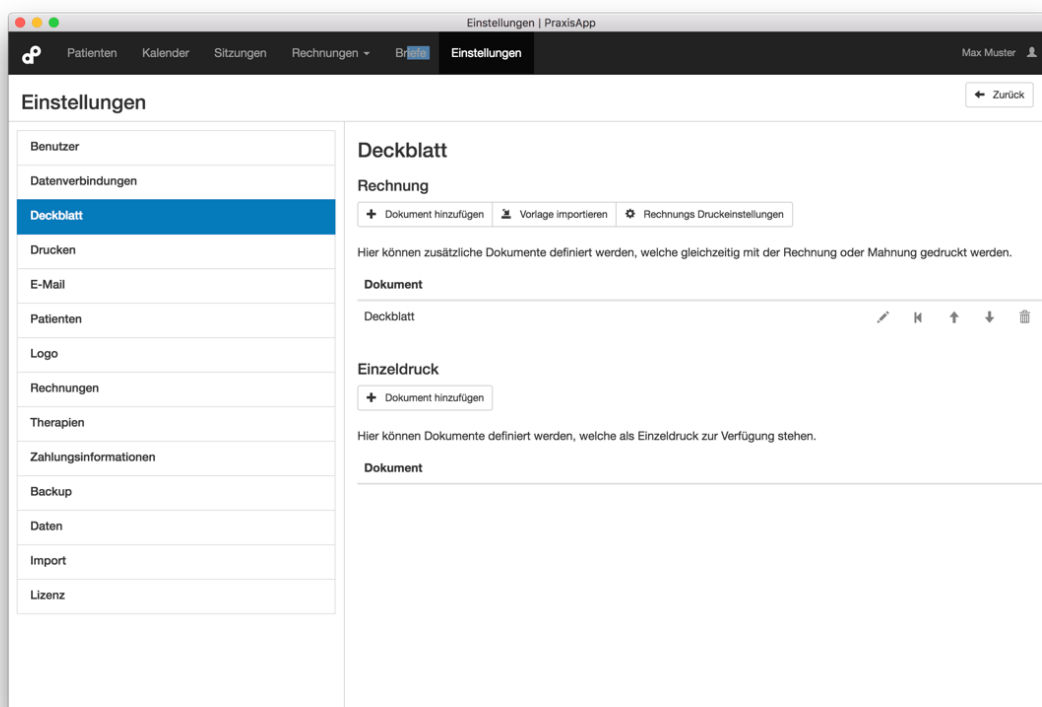 Einstellungen | PraxisApp
Patienten Kalender Sitzungen Rechnungen Briefe Einstellungen Max Muster
Einstellungen Zurück
Benutzer
Datenverbindungen
Deckblatt
Drucken
E-Mail
Patienten
Logo
Rechnungen
Therapien
Zahlungsinformationen
Backup
Daten
Import
Lizenz
Deckblatt
Rechnung
Dokument hinzufügen Vorlage importieren Rechnungs Druckeinstellungen
Hier können zusätzliche Dokumente definiert werden, welche gleichzeitig mit der Rechnung oder Mahnung gedruckt werden.
Dokument
Deckblatt
Einzeldruck
Dokument hinzufügen
Hier können Dokumente definiert werden, welche als Einzeldruck zur Verfügung stehen.
Dokument